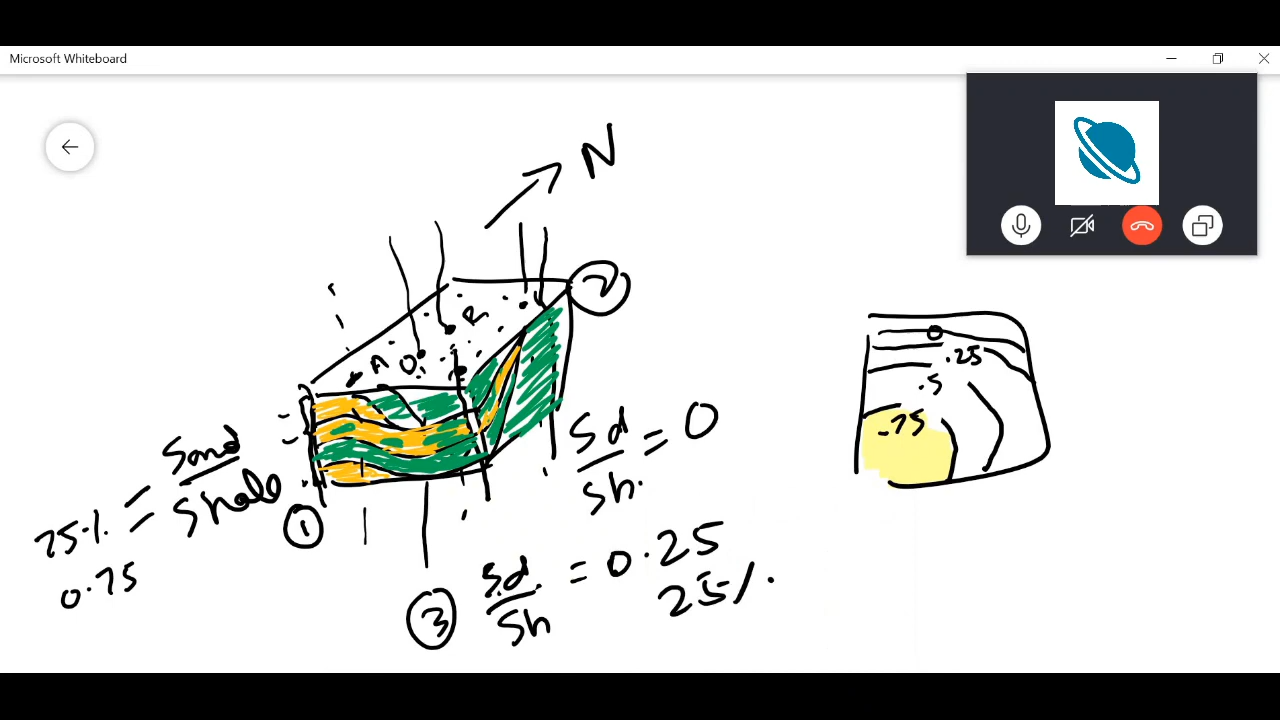 Microsoft Whiteboard
N
2
A
R
O
Sand
Shale
= 75%
0.75
1
Sd
Sh.
= 0
3
Sd
Sh
= 0.25
25%
0
.25
.5
.75